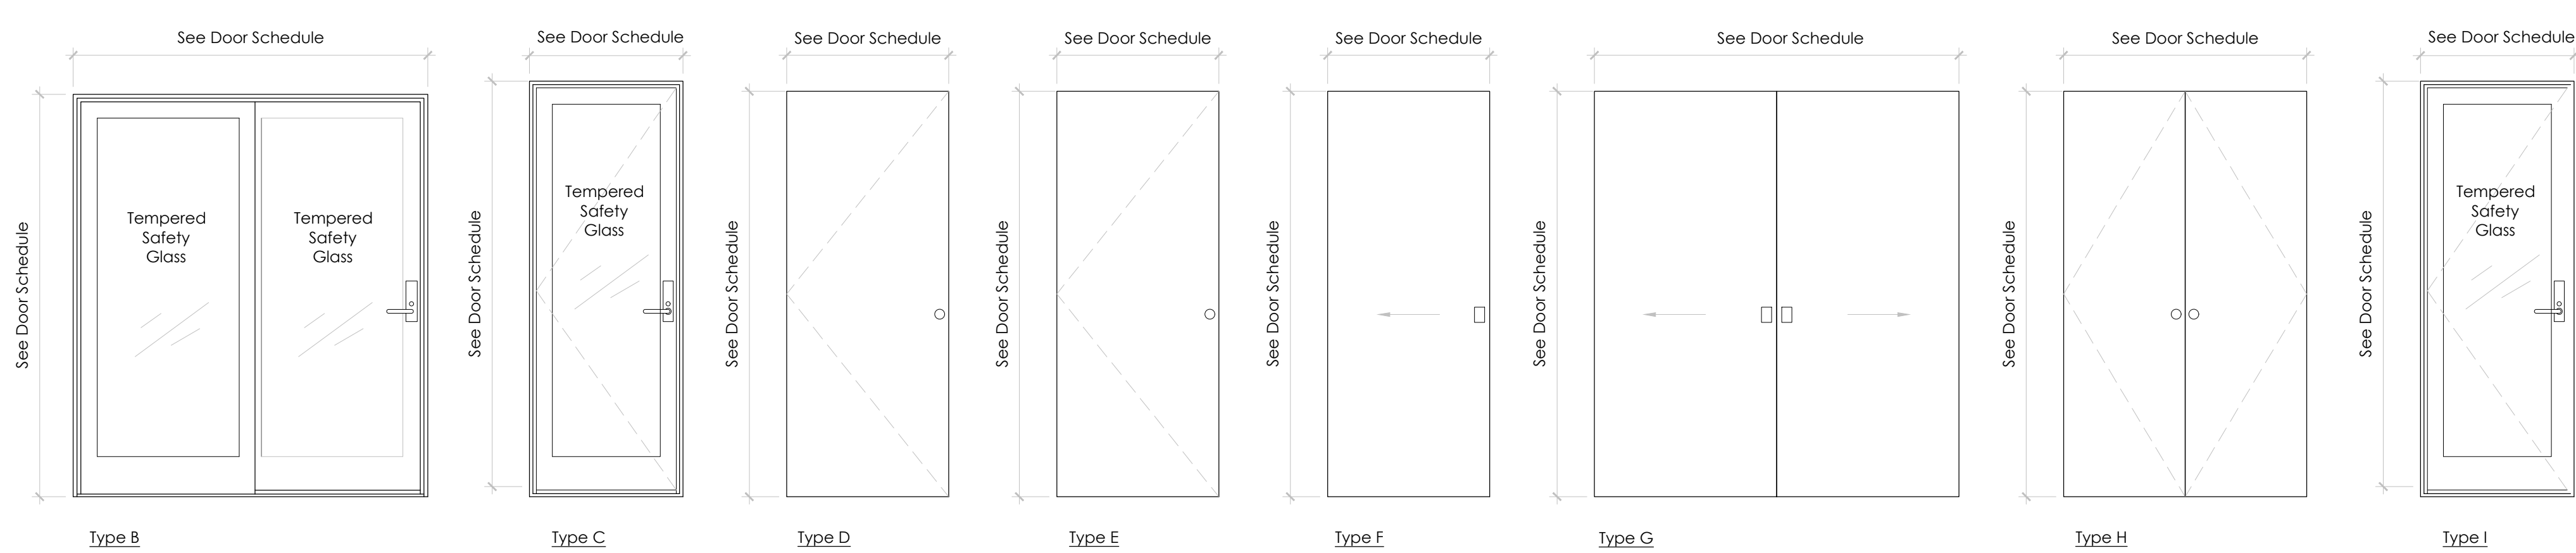 See Door Schedule
See Door Schedule
Tempered
Safety
Glass
Tempered
Safety
Glass
Type B
See Door Schedule
See Door Schedule
Tempered
Safety
Glass
Type C
See Door Schedule
See Door Schedule
Type D
See Door Schedule
See Door Schedule
Type E
See Door Schedule
See Door Schedule
Type F
See Door Schedule
See Door Schedule
Type G
See Door Schedule
See Door Schedule
Type H
See Door Schedule
See Door Schedule
Tempered
Safety
Glass
Type I